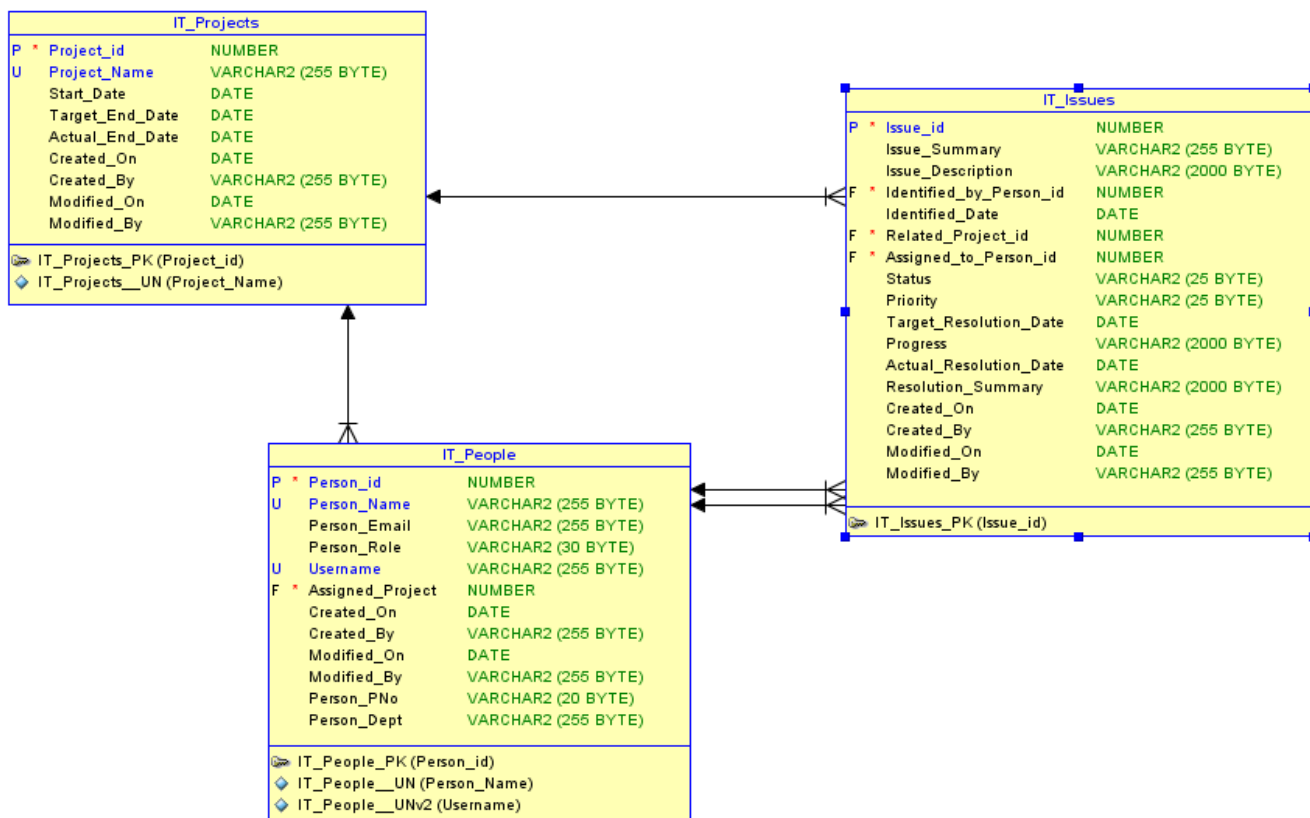 IT_Projects
P * Project_id NUMBER
U Project_Name VARCHAR2 (255 BYTE)
Start_Date DATE
Target_End_Date DATE
Actual_End_Date DATE
Created_On DATE
Created_By VARCHAR2 (255 BYTE)
Modified_On DATE
Modified_By VARCHAR2 (255 BYTE)
IT_Projects_PK (Project_id)
IT_Projects__UN (Project_Name)
IT_Issues
P * Issue_id NUMBER
Issue_Summary VARCHAR2 (255 BYTE)
Issue_Description VARCHAR2 (2000 BYTE)
F * Identified_by_Person_id NUMBER
Identified_Date DATE
F * Related_Project_id NUMBER
F * Assigned_to_Person_id NUMBER
Status VARCHAR2 (25 BYTE)
Priority VARCHAR2 (25 BYTE)
Target_Resolution_Date DATE
Progress VARCHAR2 (2000 BYTE)
Actual_Resolution_Date DATE
Resolution_Summary VARCHAR2 (2000 BYTE)
Created_On DATE
Created_By VARCHAR2 (255 BYTE)
Modified_On DATE
Modified_By VARCHAR2 (255 BYTE)
IT_Issues_PK (Issue_id)
IT_People
P * Person_id NUMBER
U Person_Name VARCHAR2 (255 BYTE)
Person_Email VARCHAR2 (255 BYTE)
Person_Role VARCHAR2 (30 BYTE)
U Username VARCHAR2 (255 BYTE)
F * Assigned_Project NUMBER
Created_On DATE
Created_By VARCHAR2 (255 BYTE)
Modified_On DATE
Modified_By VARCHAR2 (255 BYTE)
Person_PNo VARCHAR2 (20 BYTE)
Person_Dept VARCHAR2 (255 BYTE)
IT_People_PK (Person_id)
IT_People__UN (Person_Name)
IT_People__UNv2 (Username)